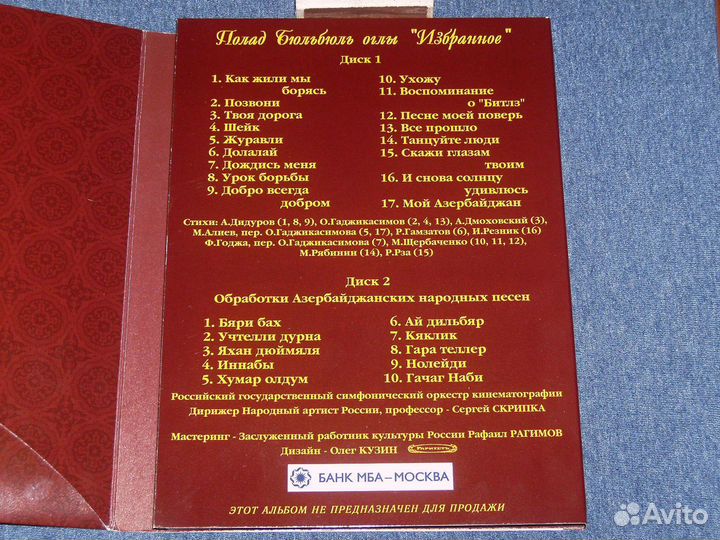 Полад Бюльбюль оглы "Избранное"
Диск 1
1. Как жили мы
борясь
2. Позвони
3. Твоя дорога
4. Шейк
5. Журавли
6. Долалай
7. Дождись меня
8. Урок борьбы
9. Добро всегда
добром
10. Ухожу
11. Воспоминание
о "Битлз"
12. Песне моей поверь
13. Все прошло
14. Танцуйте люди
15. Скажи глазам
твоим
16. И снова солнцу
удивлюсь
17. Мой Азербайджан
Стихи: А.Дидуров (1, 8, 9), О.Гаджикасимов (2, 4, 13), А.Дмоховский (3),
М.Алиев, пер. О.Гаджикасимова (5, 17), Р.Гамзатов (6), И.Резник (16)
Ф.Годжа, пер. О.Гаджикасимова (7), М.Щербаченко (10, 11, 12),
М.Рябинин (14), Р.Рза (15)
Диск 2
Обработки Азербайджанских народных песен
1. Бяри бах
2. Учтелли дурна
3. Яхан дюймяля
4. Иннабы
5. Хумар олдум
6. Ай дильбяр
7. Кяклик
8. Гара теллер
9. Нолейди
10. Гачаг Наби
Российский государственный симфонический оркестр кинематографии
Дирижер Народный артист России, профессор - Сергей СКРИПКА
Мастеринг - Заслуженный работник культуры России Рафаил РАГИМОВ
Дизайн - Олег КУЗИН РАРИТЕТЪ
БАНК МБА–МОСКВА
ЭТОТ АЛЬБОМ НЕ ПРЕДНАЗНАЧЕН ДЛЯ ПРОДАЖИ
Avito